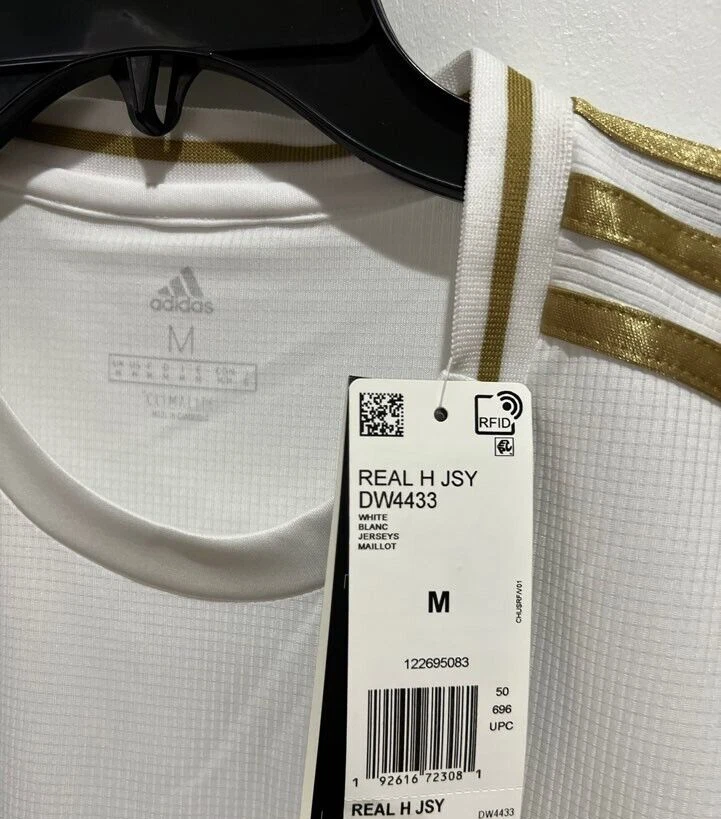 adidas
M
RFID
REAL H JSY
DW4433
WHITE
BLANC
JERSEYS
MAILLOT
M
122695083
50
696
UPC
1 92616 72308 1
REAL H JSY DW4433